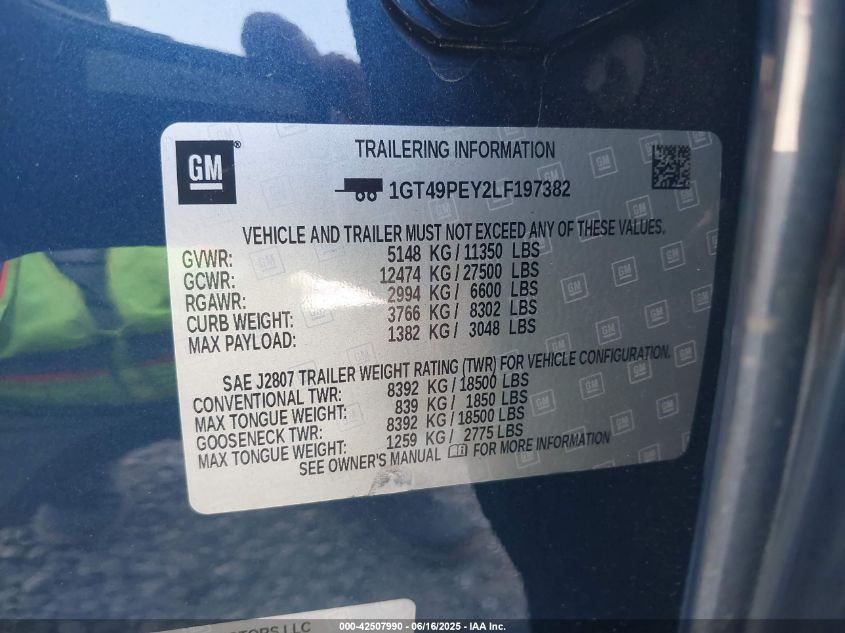 GM
TRAILERING INFORMATION
1GT49PEY2LF197382
VEHICLE AND TRAILER MUST NOT EXCEED ANY OF THESE VALUES.
GVWR: 5148 KG / 11350 LBS
GCWR: 12474 KG / 27500 LBS
RGAWR: 2994 KG / 6600 LBS
CURB WEIGHT: 3766 KG / 8302 LBS
MAX PAYLOAD: 1382 KG / 3048 LBS
SAE J2807 TRAILER WEIGHT RATING (TWR) FOR VEHICLE CONFIGURATION.
CONVENTIONAL TWR: 8392 KG / 18500 LBS
MAX TONGUE WEIGHT: 839 KG / 1850 LBS
GOOSENECK TWR: 8392 KG / 18500 LBS
MAX TONGUE WEIGHT: 1259 KG / 2775 LBS
SEE OWNER'S MANUAL FOR MORE INFORMATION
LLC
000-42507990 - 06/16/2025 - IAA Inc.